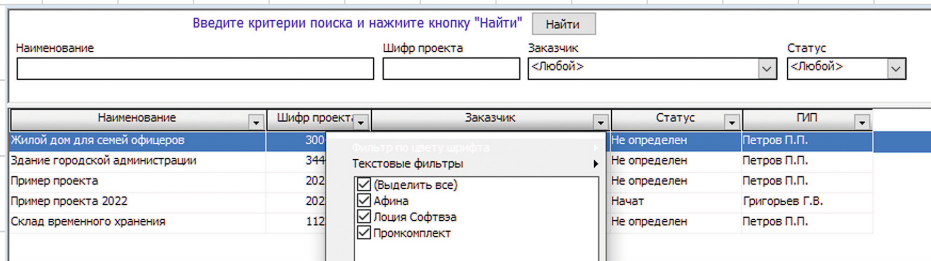 Введите критерии поиска и нажмите кнопку "Найти" Найти
Наименование Шифр проекта Заказчик Статус
<Любой> <Любой>
Наименование Шифр проекта Заказчик Статус ГИП
Жилой дом для семей офицеров 300 Не определен Петров П.П.
Фильтр по цвету шрифта
Здание городской администрации 344 Текстовые фильтры Не определен Петров П.П.
Пример проекта 202 (Выделить все) Не определен Петров П.П.
Пример проекта 2022 202 Афина Начат Григорьев Г.В.
Склад временного хранения 112 Лоция Софтвэа Не определен Петров П.П.
Промкомплект